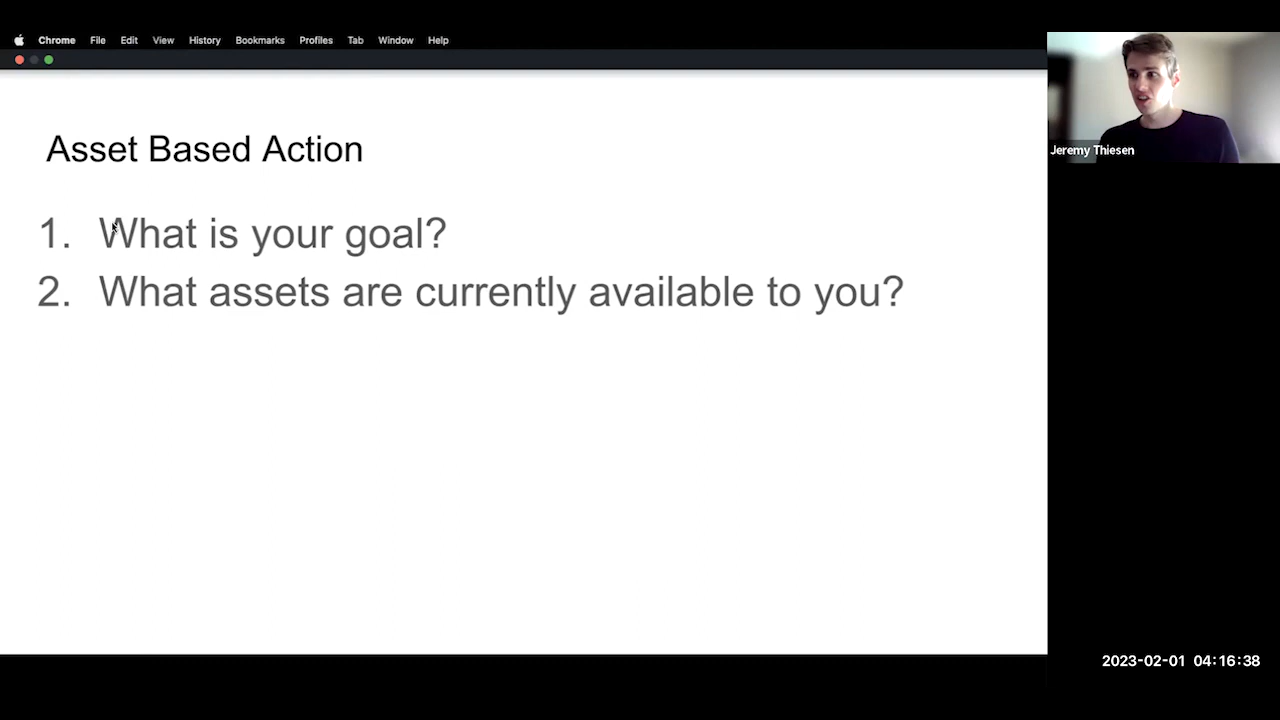 Chrome File Edit View History Bookmarks Profiles Tab Window Help
Asset Based Action
1. What is your goal?
2. What assets are currently available to you?
Jeremy Thiesen
2023-02-01 04:16:38